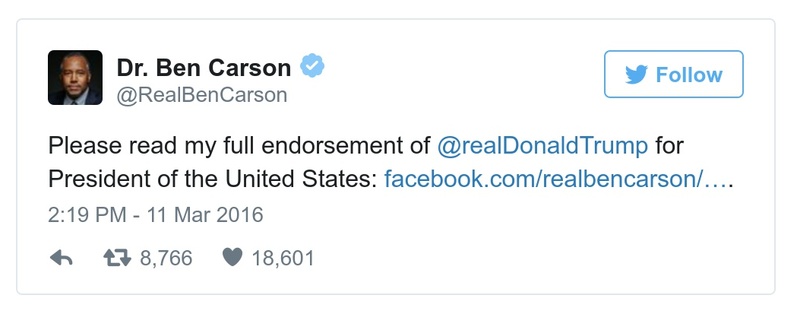 Dr. Ben Carson
@RealBenCarson
Follow
Please read my full endorsement of @realDonaldTrump for
President of the United States: facebook.com/realbencarson/….
2:19 PM - 11 Mar 2016
8,766 18,601